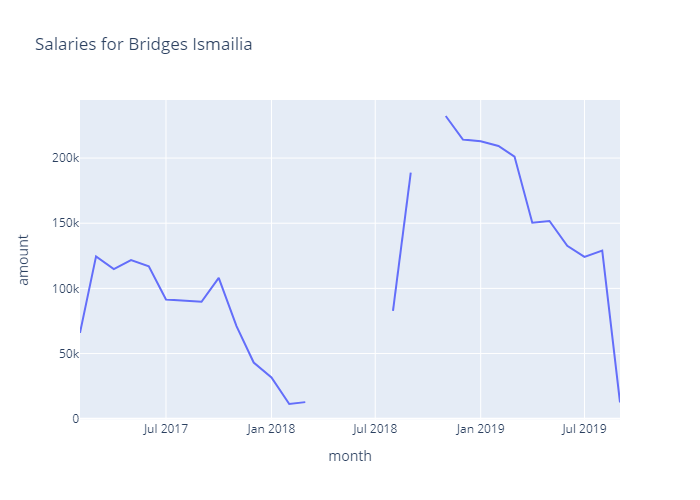 Salaries for Bridges Ismailia
amount
200k
150k
100k
50k
0
Jul 2017
Jan 2018
Jul 2018
Jan 2019
Jul 2019
month